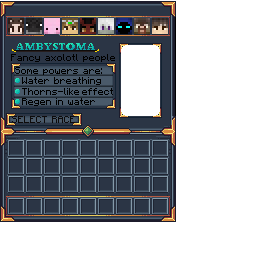 AMBYSTOMA
Fancy axolotl people
Some powers are:
Water breathing
Thorns-like effect
Regen in water
SELECT RACE